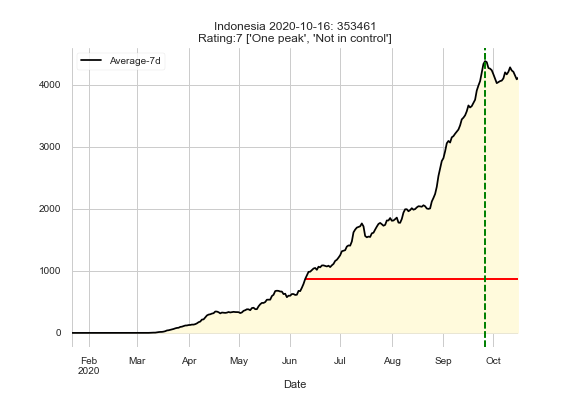 Indonesia 2020-10-16: 353461
Rating:7 ['One peak', 'Not in control']
Average-7d
4000
3000
2000
1000
0
Feb Mar Apr May Jun Jul Aug Sep Oct
2020
Date